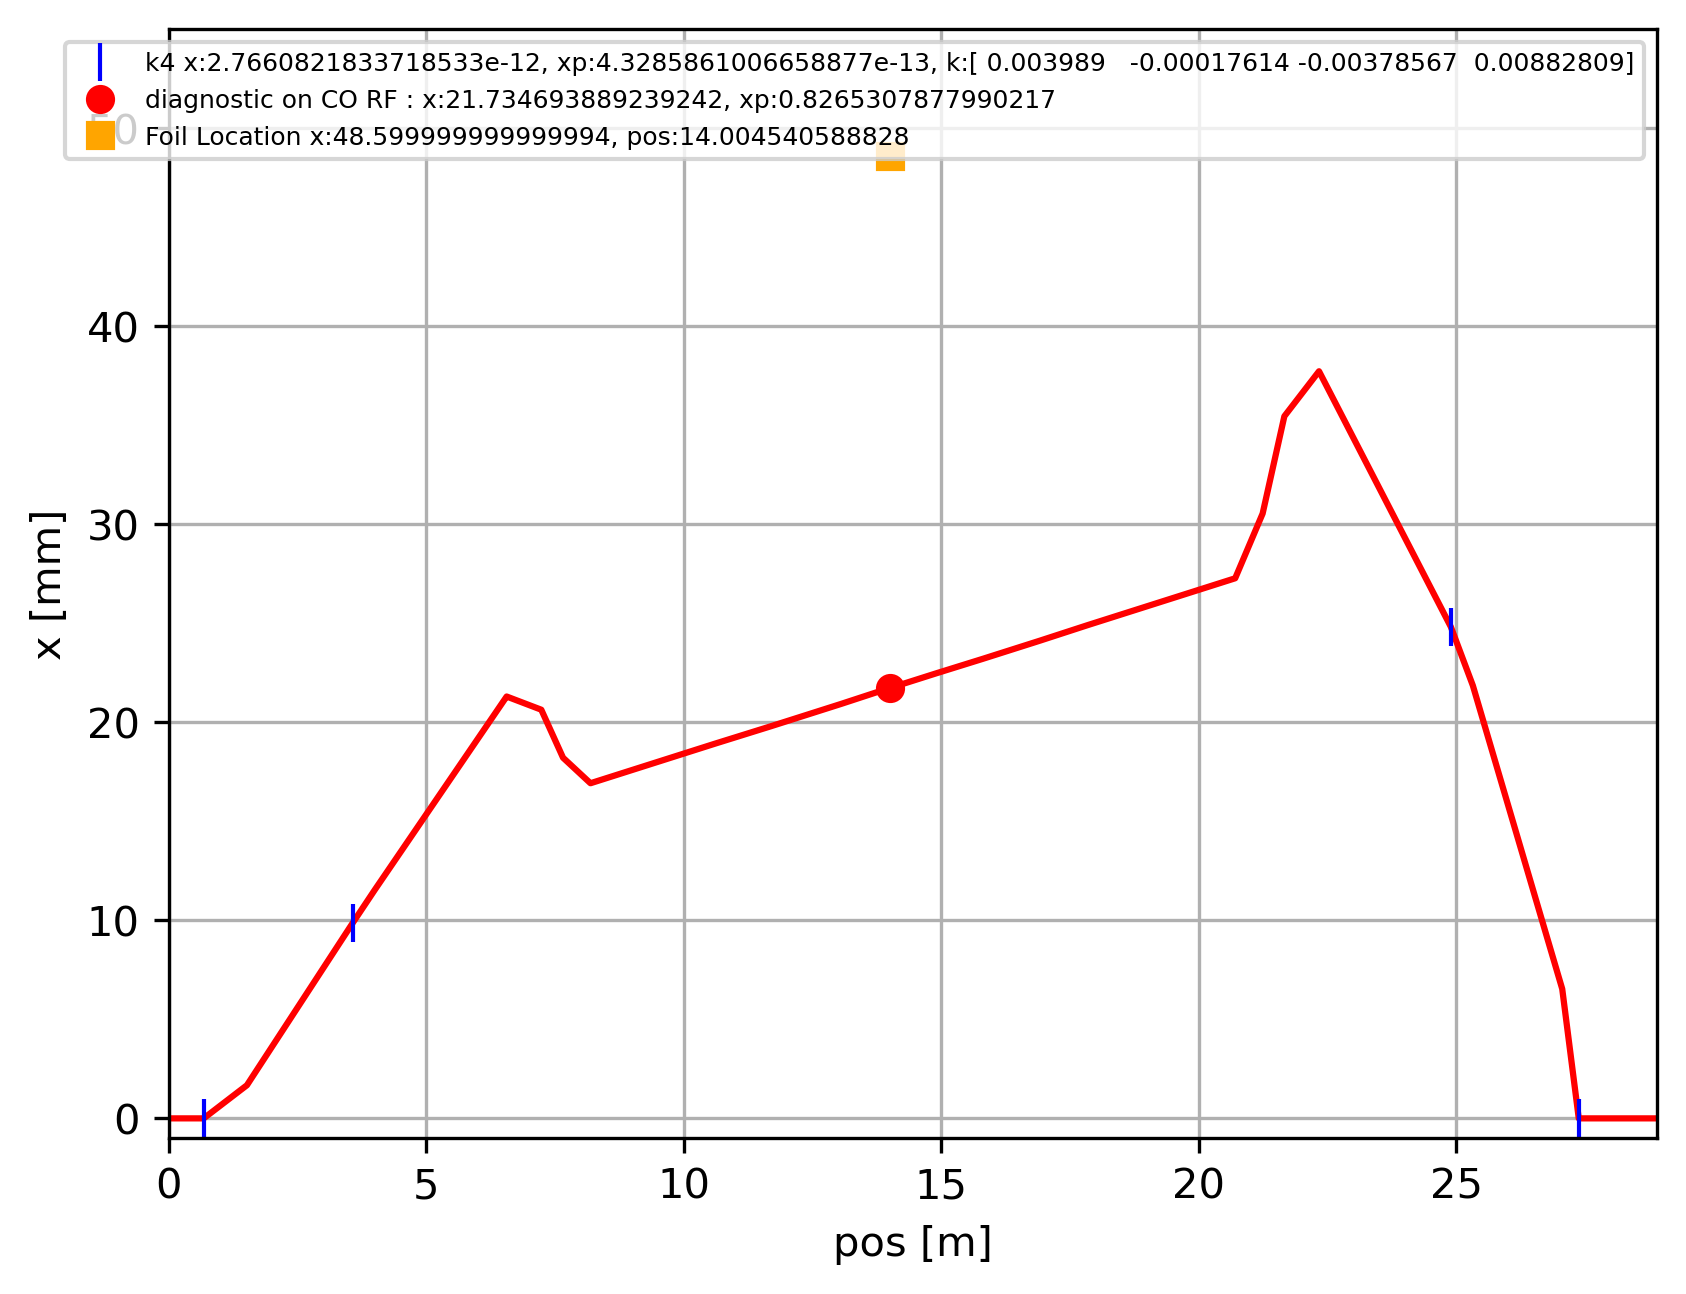 k4 x:2.7660821833718533e-12, xp:4.3285861006658877e-13, k:[ 0.003989 -0.00017614 -0.00378567 0.00882809]
diagnostic on CO RF : x:21.734693889239242, xp:0.8265307877990217
Foil Location x:48.599999999999994, pos:14.004540588828
50
40
30
20
10
0
x [mm]
0 5 10 15 20 25
pos [m]